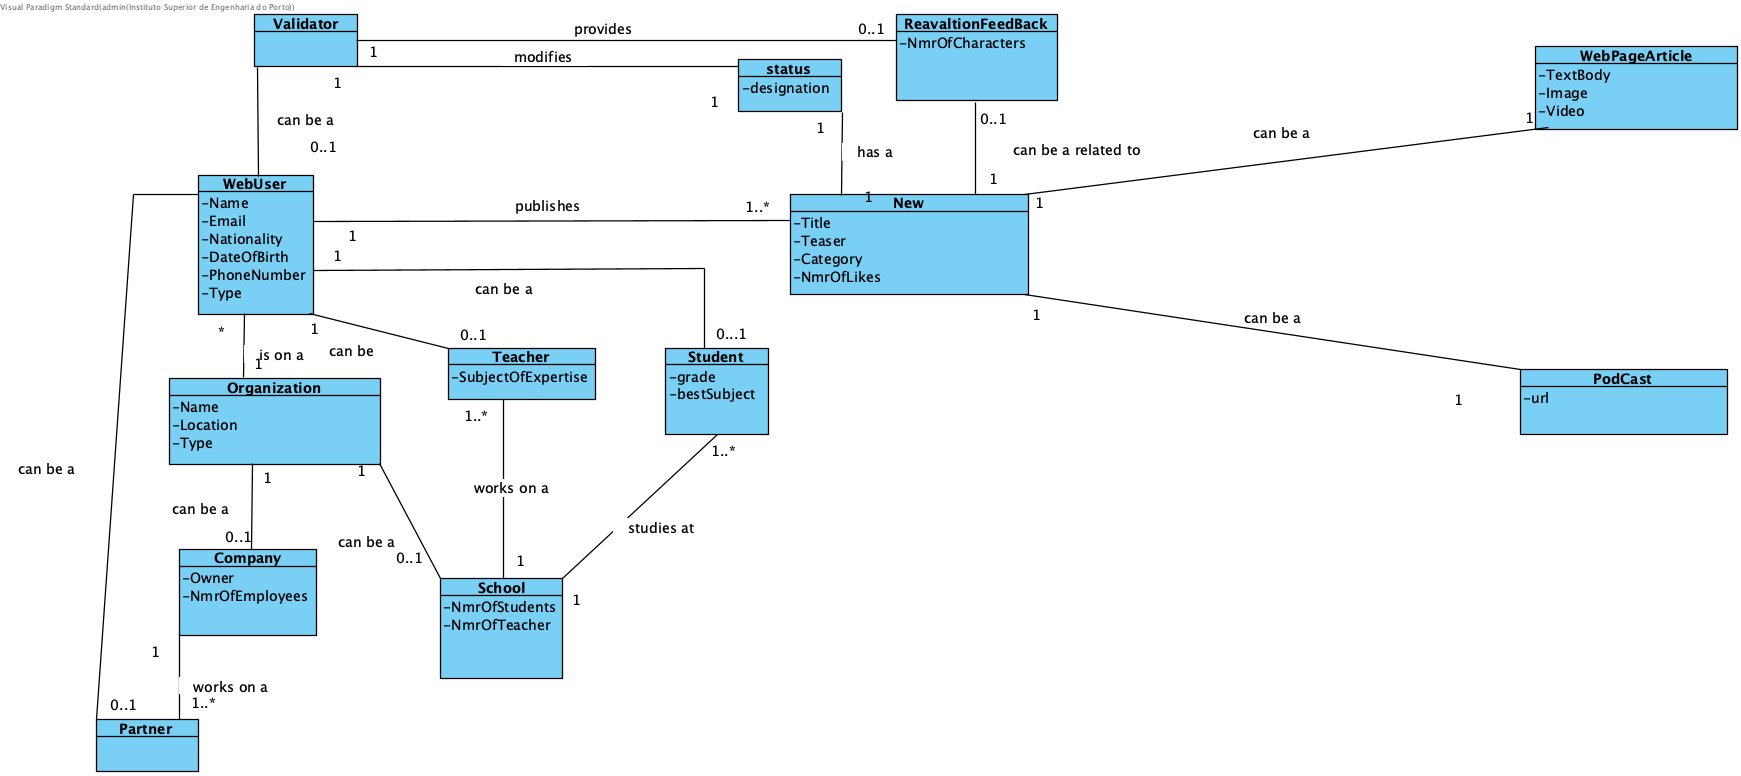 Visual Paradigm Standard(admin(Instituto Superior de Engenharia do Porto))
Validator
1
1
provides
0..1
modifies
1
ReavaltionFeedBack
-NmrOfCharacters
status
-designation
WebPageArticle
-TextBody
-Image
-Video
1
can be a
0..1
1
has a
1
0..1
can be a related to
1
can be a
1
WebUser
-Name
-Email
-Nationality
-DateOfBirth
-PhoneNumber
-Type
publishes
1..*
1
1
can be a
0...1
New
-Title
-Teaser
-Category
-NmrOfLikes
1
can be a
1
*
is on a
1
1
can be
0..1
Teacher
-SubjectOfExpertise
1..*
Student
-grade
-bestSubject
1..*
PodCast
-url
Organization
-Name
-Location
-Type
1
1
can be a
can be a
0..1
can be a
0..1
works on a
1
studies at
1
Company
-Owner
-NmrOfEmployees
School
-NmrOfStudents
-NmrOfTeacher
1
works on a
0..1
1..*
Partner